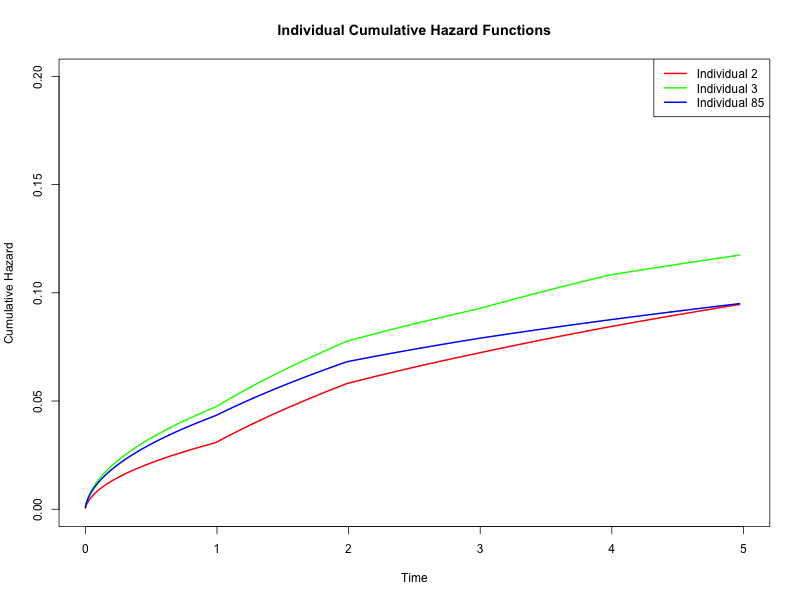 Individual Cumulative Hazard Functions
Individual 2
Individual 3
Individual 85
Cumulative Hazard
0.20
0.15
0.10
0.05
0.00
0 1 2 3 4 5
Time